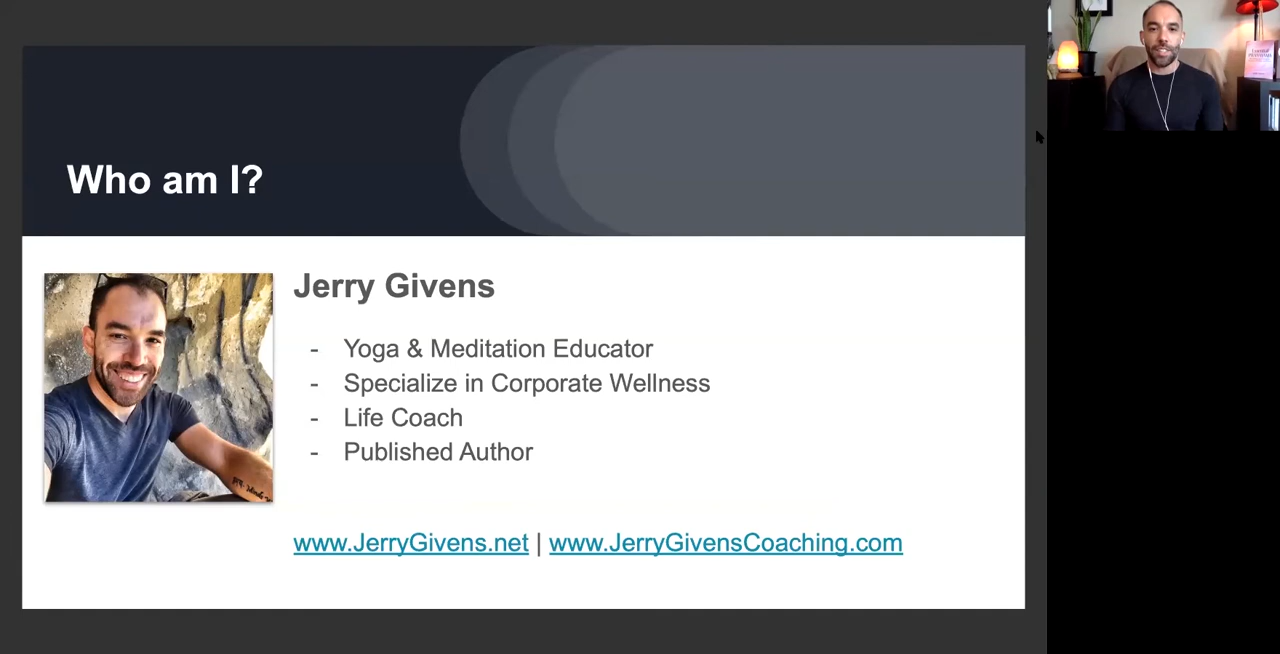 Who am I?
Jerry Givens
- Yoga & Meditation Educator
- Specialize in Corporate Wellness
- Life Coach
- Published Author
www.JerryGivens.net | www.JerryGivensCoaching.com